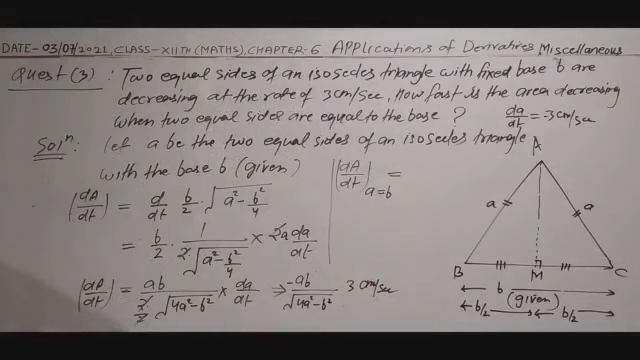 DATE-03/07/2021, CLASS-XIIth (MATHS), CHAPTER-6 Applications of Derivatives Miscellaneous
Quest (3) : Two equal sides of an isosceles triangle with fixed base b are
decreasing at the rate of 3cm/sec, How fast is the area decreasing
when two equal sides are equal to the base ? da/dt = -3cm/sec
Solⁿ : Let a be the two equal sides of an isosceles triangle
with the base b (given)
|dA/dt| = d/dt b/2 · √(a² - b²/4)
= b/2 · 1/(2·√(a² - b²/4)) × 2a da/dt
|dA/dt| = ab/(2/2 √(4a²-b²)) × da/dt → -ab/√(4a²-b²) 3 cm/sec
|dA/dt| a=b =
A
a
a
B
M
C
b
(given)
b/2
b/2